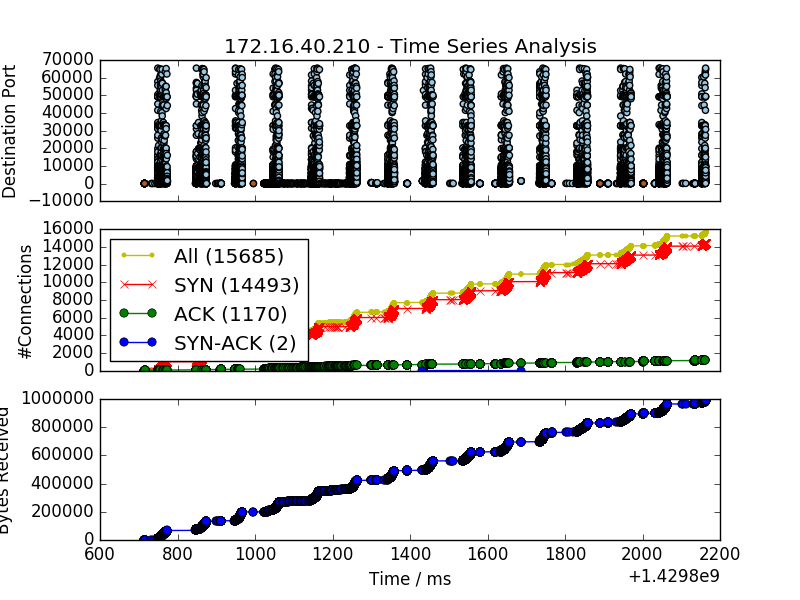 172.16.40.210 - Time Series Analysis
70000
60000
50000
40000
30000
20000
10000
0
−10000
Destination Port
16000
14000
12000
10000
8000
6000
4000
2000
0
#Connections
All (15685)
SYN (14493)
ACK (1170)
SYN-ACK (2)
1000000
800000
600000
400000
200000
0
Bytes Received
600 800 1000 1200 1400 1600 1800 2000 2200
Time / ms
+1.4298e9